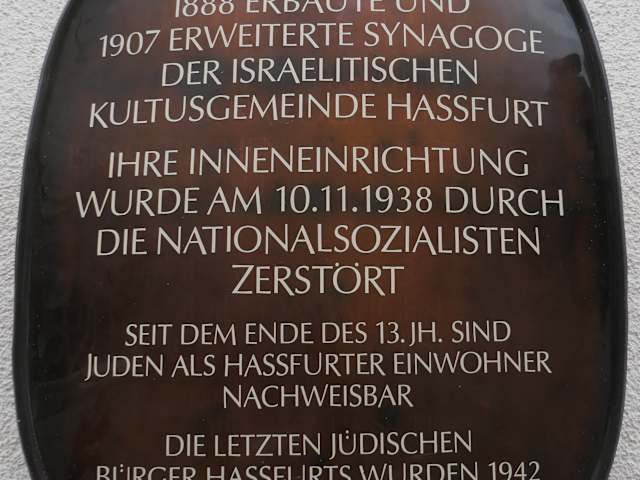 1888 ERBAUTE UND
1907 ERWEITERTE SYNAGOGE
DER ISRAELITISCHEN
KULTUSGEMEINDE HASSFURT
IHRE INNENEINRICHTUNG
WURDE AM 10.11.1938 DURCH
DIE NATIONALSOZIALISTEN
ZERSTÖRT
SEIT DEM ENDE DES 13. JH. SIND
JUDEN ALS HASSFURTER EINWOHNER
NACHWEISBAR
DIE LETZTEN JÜDISCHEN
BÜRGER HASSFURTS WURDEN 1942